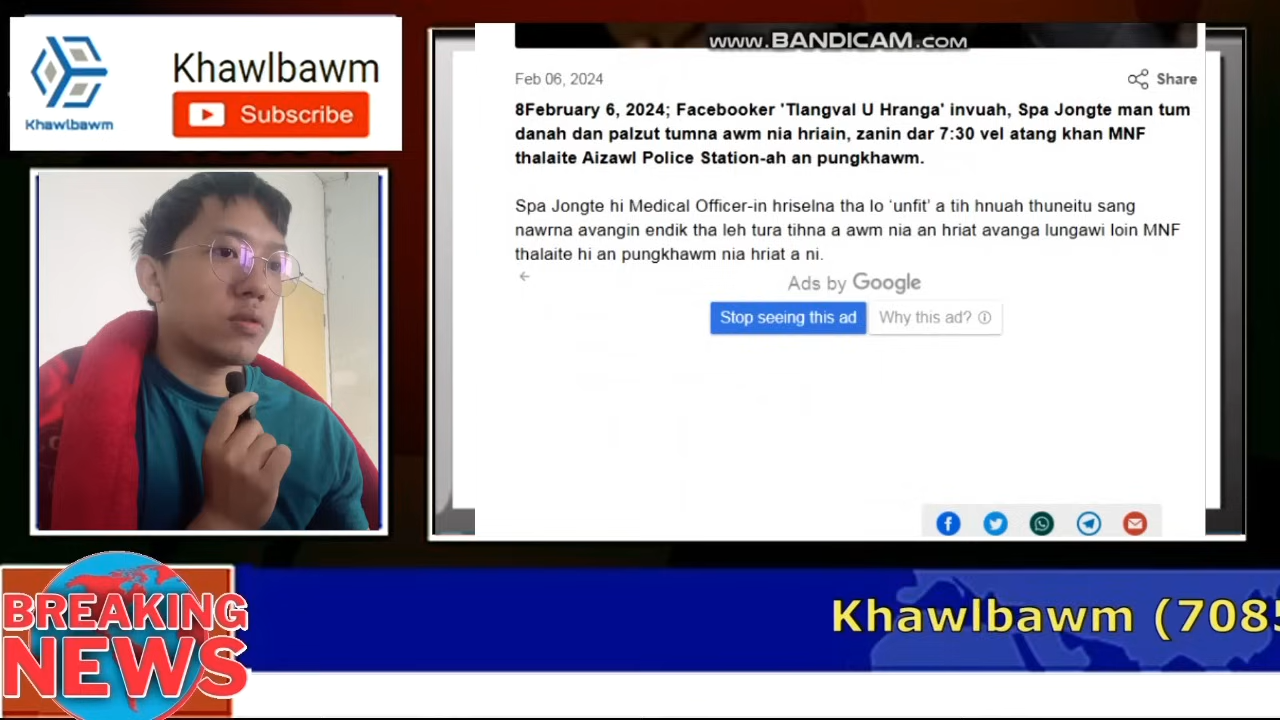 Khawlbawm
Khawlbawm
Subscribe
www.BANDICAM.com
Feb 06, 2024
Share
8February 6, 2024; Facebooker 'Tlangval U Hranga' invuah, Spa Jongte man tum
danah dan palzut tumna awm nia hriain, zanin dar 7:30 vel atang khan MNF
thalaite Aizawl Police Station-ah an pungkhawm.
Spa Jongte hi Medical Officer-in hriselna tha lo ‘unfit’ a tih hnuah thuneitu sang
nawrna avangin endik tha leh tura tihna a awm nia an hriat avanga lungawi loin MNF
thalaite hi an pungkhawm nia hriat a ni.
Ads by Google
Stop seeing this ad
Why this ad?
BREAKING
NEWS
Khawlbawm (7085